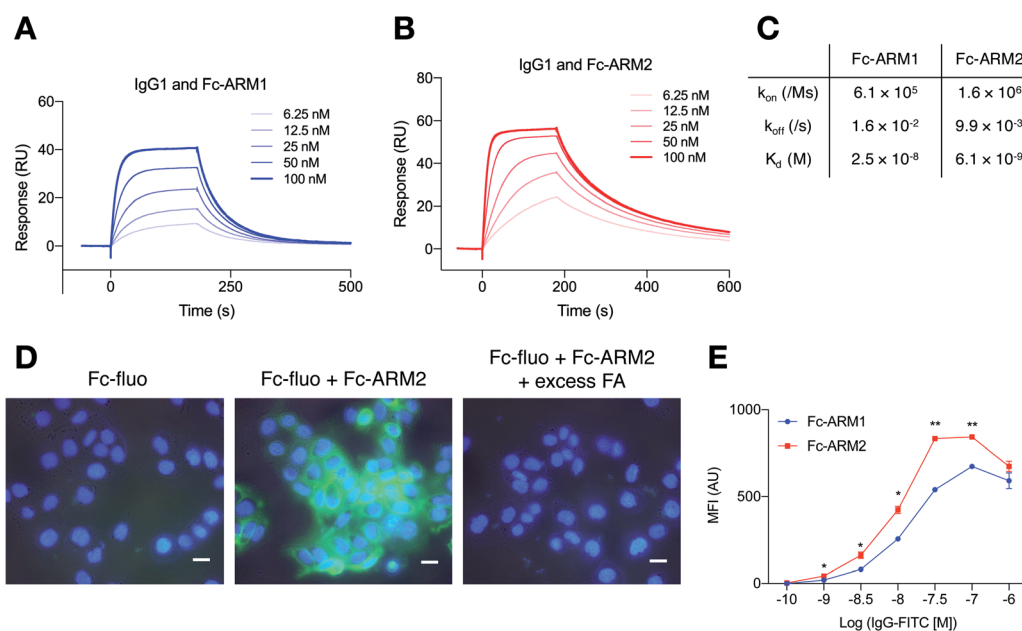 A
IgG1 and Fc-ARM1
Response (RU)
60
40
20
0
6.25 nM
12.5 nM
25 nM
50 nM
100 nM
0
250
500
Time (s)
B
IgG1 and Fc-ARM2
Response (RU)
80
60
40
20
0
6.25 nM
12.5 nM
25 nM
50 nM
100 nM
0
200
400
600
Time (s)
C
Fc-ARM1 Fc-ARM2
kon (/Ms) 6.1 × 10⁵ 1.6 × 10⁶
koff (/s) 1.6 × 10⁻² 9.9 × 10⁻³
Kd (M) 2.5 × 10⁻⁸ 6.1 × 10⁻⁹
D
Fc-fluo
Fc-fluo + Fc-ARM2
Fc-fluo + Fc-ARM2
+ excess FA
E
MFI (AU)
1000
500
0
Fc-ARM1
Fc-ARM2
*
*
*
**
**
-10
-9
-8.5
-8
-7.5
-7
-6
Log (IgG-FITC [M])